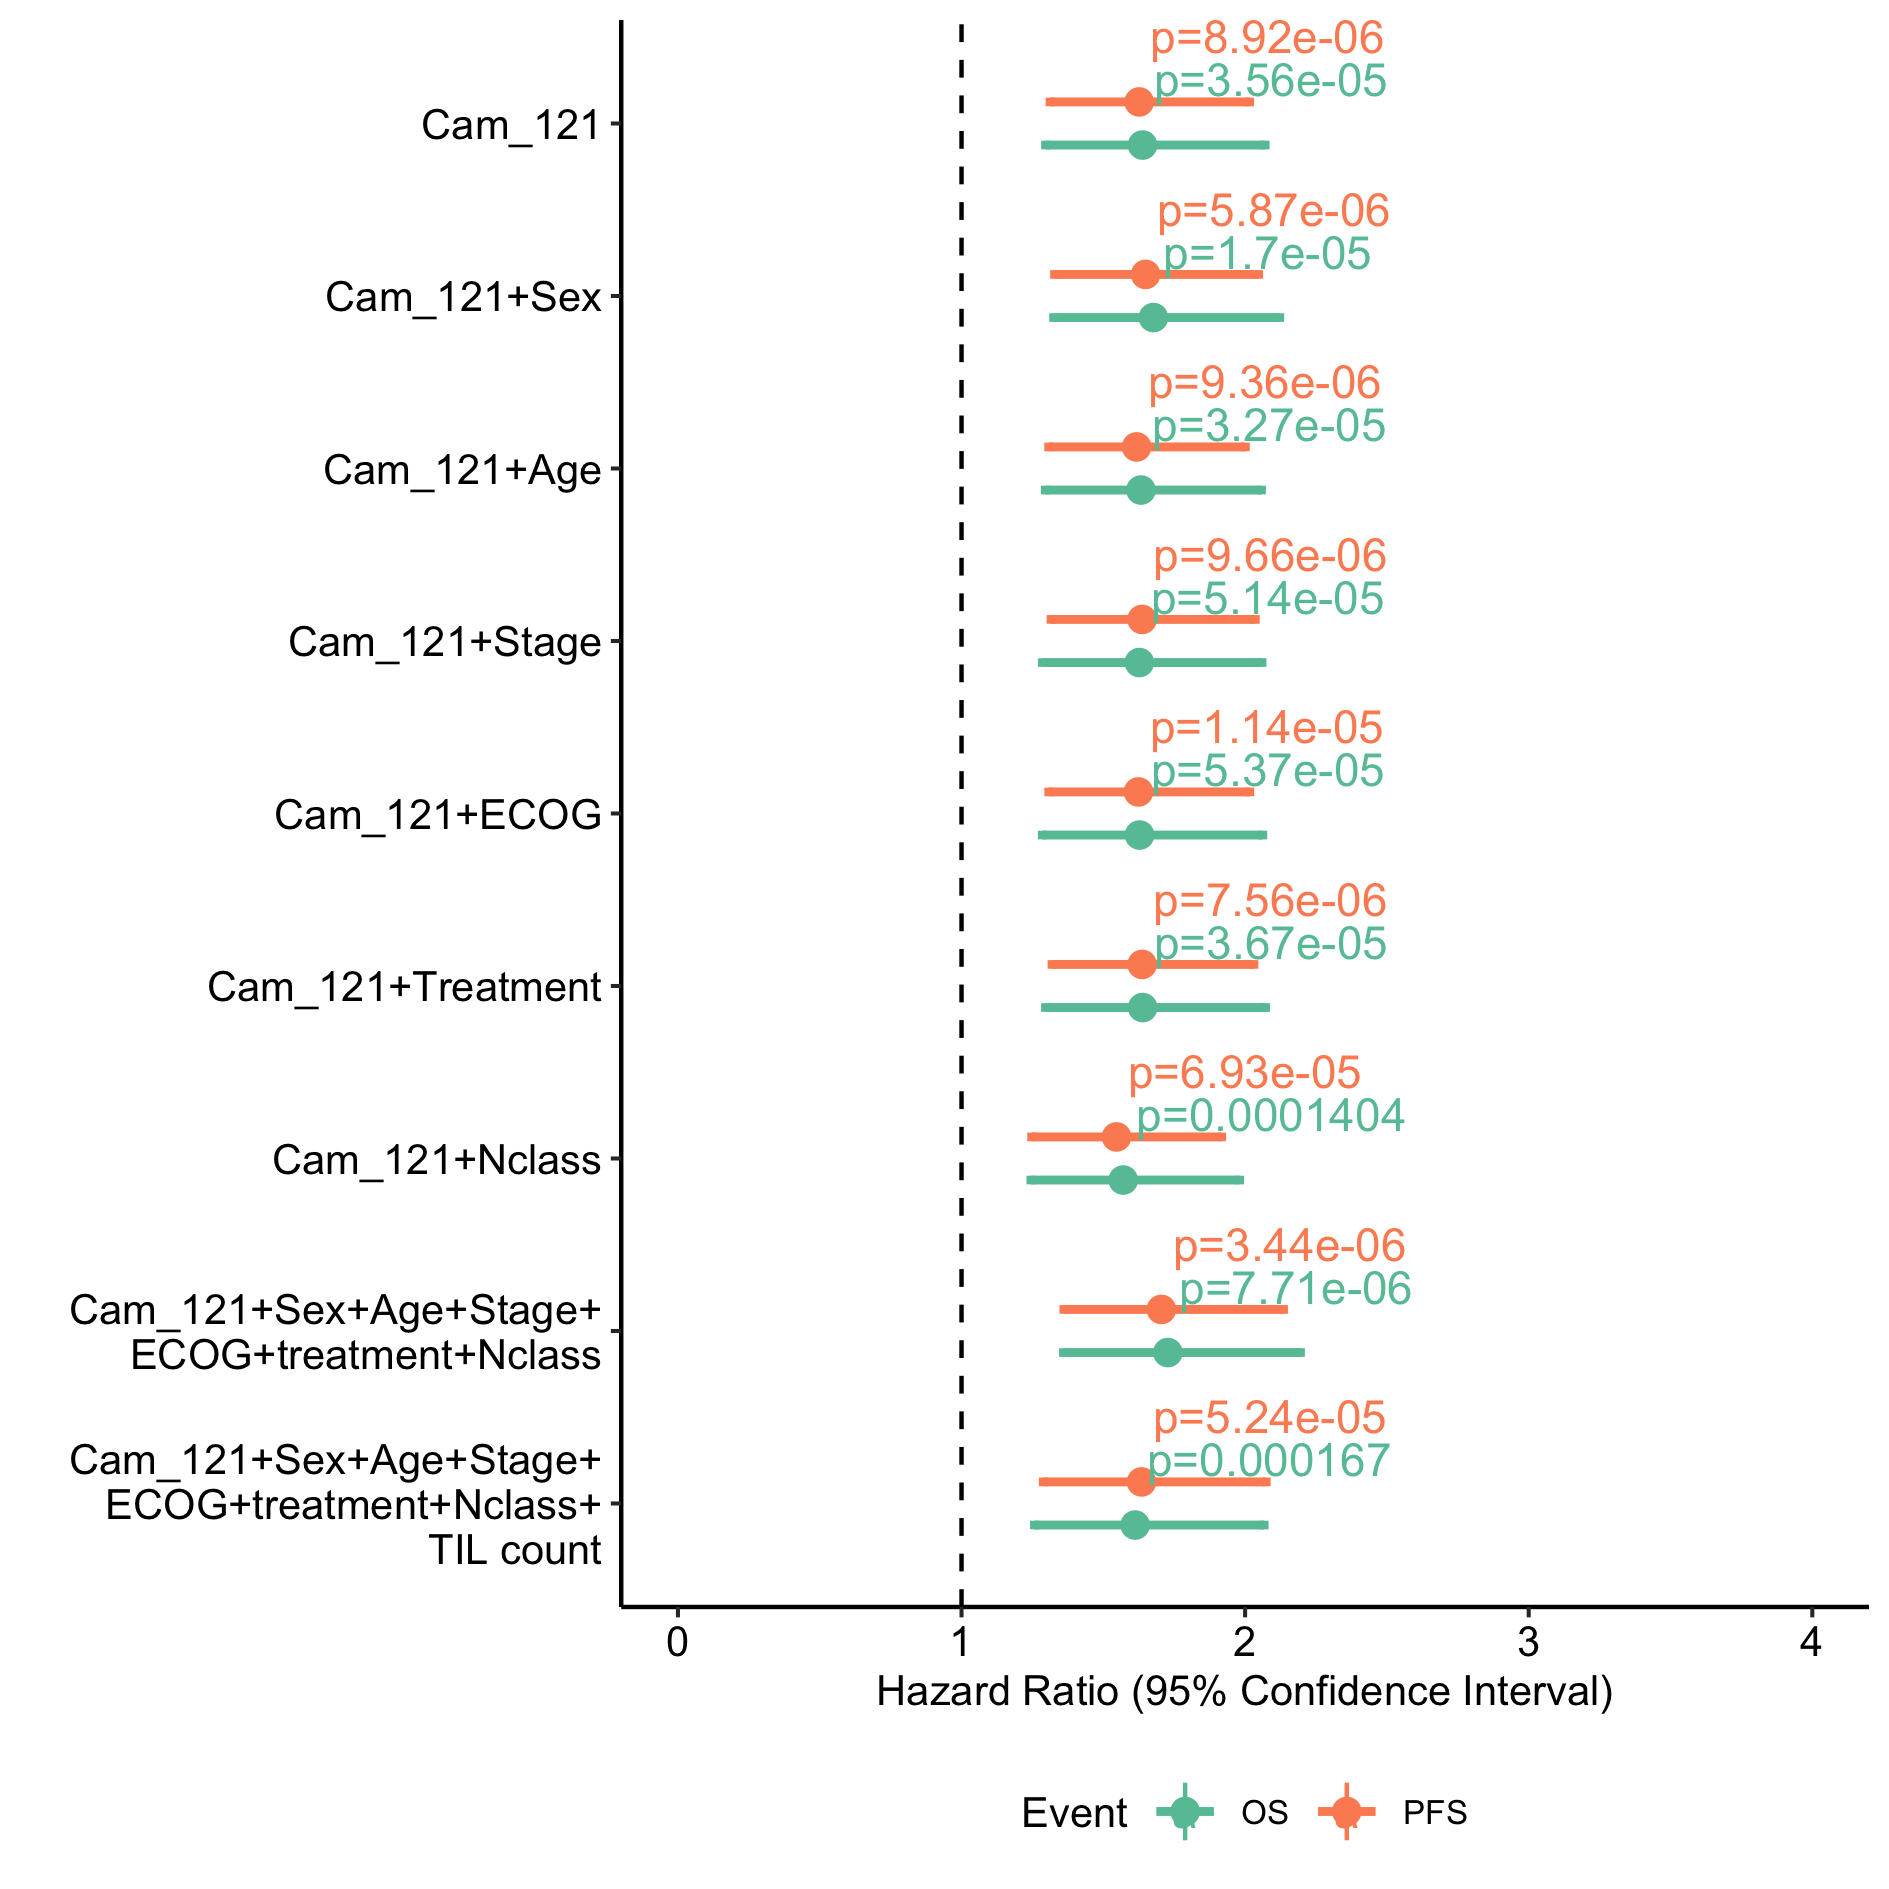 p=8.92e-06
p=3.56e-05
Cam_121
p=5.87e-06
p=1.7e-05
Cam_121+Sex
p=9.36e-06
p=3.27e-05
Cam_121+Age
p=9.66e-06
p=5.14e-05
Cam_121+Stage
p=1.14e-05
p=5.37e-05
Cam_121+ECOG
p=7.56e-06
p=3.67e-05
Cam_121+Treatment
p=6.93e-05
p=0.0001404
Cam_121+Nclass
p=3.44e-06
p=7.71e-06
Cam_121+Sex+Age+Stage+
ECOG+treatment+Nclass
p=5.24e-05
p=0.000167
Cam_121+Sex+Age+Stage+
ECOG+treatment+Nclass+
TIL count
0 1 2 3 4
Hazard Ratio (95% Confidence Interval)
Event OS PFS